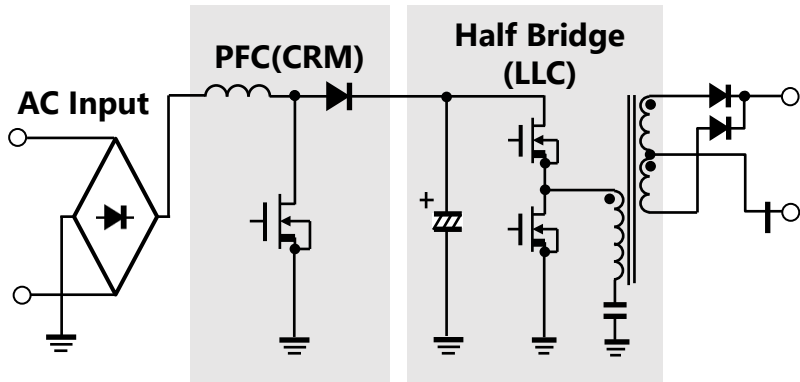 PFC(CRM)
Half Bridge
(LLC)
AC Input
+